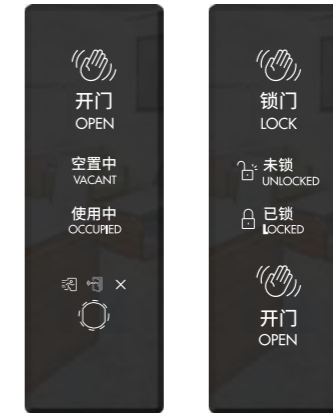 开门
OPEN
空置中
VACANT
使用中
OCCUPIED
锁门
LOCK
未锁
UNLOCKED
已锁
LOCKED
开门
OPEN